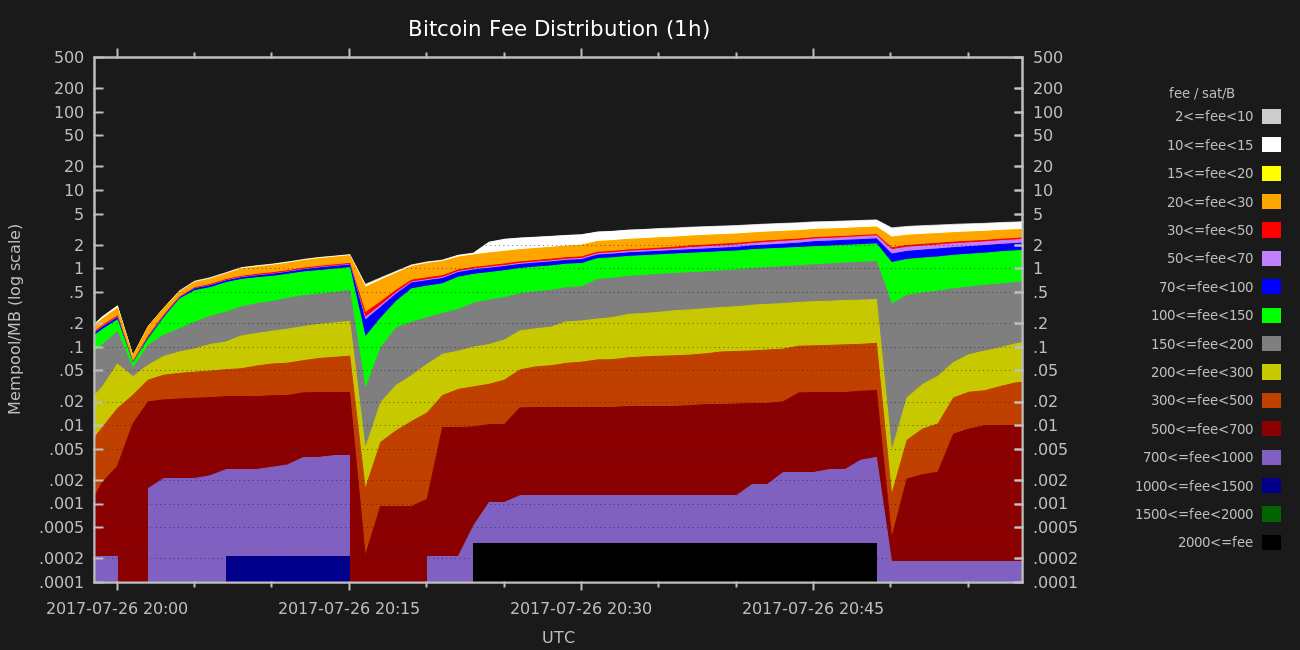 Bitcoin Fee Distribution (1h)
Mempool/MB (log scale)
500
200
100
50
20
10
5
2
1
.5
.2
.1
.05
.02
.01
.005
.002
.001
.0005
.0002
.0001
500
200
100
50
20
10
5
2
1
.5
.2
.1
.05
.02
.01
.005
.002
.001
.0005
.0002
.0001
2017-07-26 20:00
2017-07-26 20:15
2017-07-26 20:30
2017-07-26 20:45
UTC
fee / sat/B
2<=fee<10
10<=fee<15
15<=fee<20
20<=fee<30
30<=fee<50
50<=fee<70
70<=fee<100
100<=fee<150
150<=fee<200
200<=fee<300
300<=fee<500
500<=fee<700
700<=fee<1000
1000<=fee<1500
1500<=fee<2000
2000<=fee